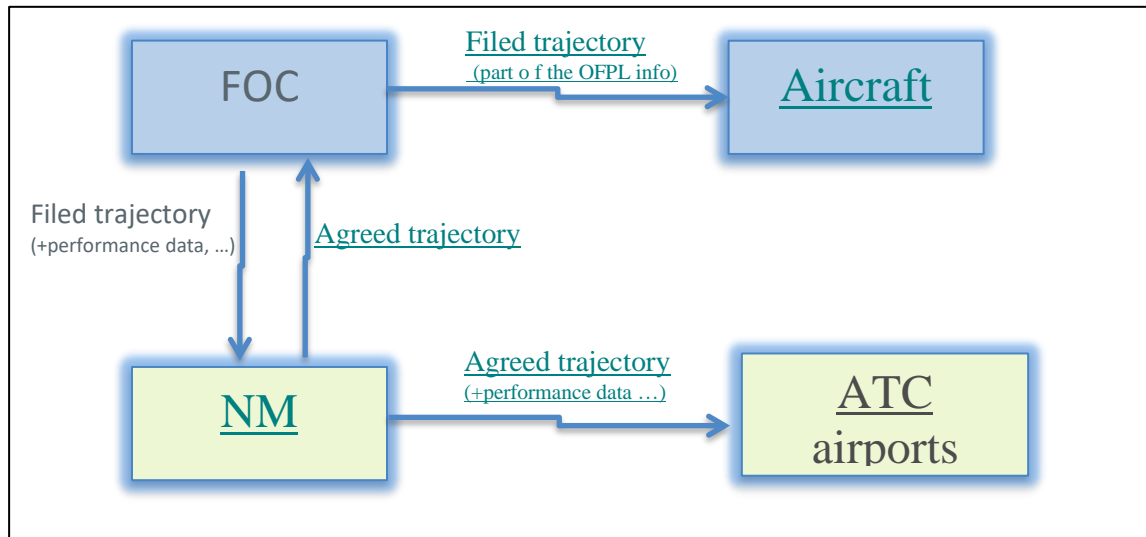 FOC
Filed trajectory
(part o f the OFPL info)
Aircraft
Filed trajectory
(+performance data, ...)
Agreed trajectory
NM
Agreed trajectory
(+performance data ...)
ATC
airports